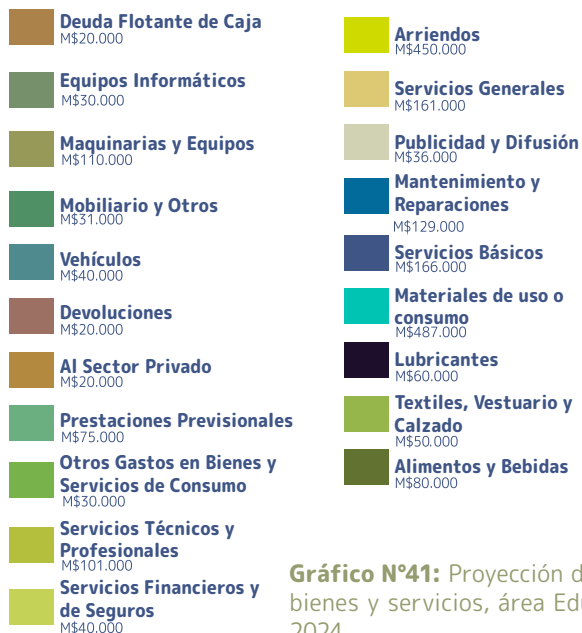 Deuda Flotante de Caja
M$20.000
Equipos Informáticos
M$30.000
Maquinarias y Equipos
M$110.000
Mobiliario y Otros
M$31.000
Vehículos
M$40.000
Devoluciones
M$20.000
Al Sector Privado
M$20.000
Prestaciones Previsionales
M$75.000
Otros Gastos en Bienes y
Servicios de Consumo
M$30.000
Servicios Técnicos y
Profesionales
M$101.000
Servicios Financieros y
de Seguros
M$40.000
Arriendos
M$450.000
Servicios Generales
M$161.000
Publicidad y Difusión
M$36.000
Mantenimiento y
Reparaciones
M$129.000
Servicios Básicos
M$166.000
Materiales de uso o
consumo
M$487.000
Lubricantes
M$60.000
Textiles, Vestuario y
Calzado
M$50.000
Alimentos y Bebidas
M$80.000
Gráfico N°41: Proyección
bienes y servicios, área
2024